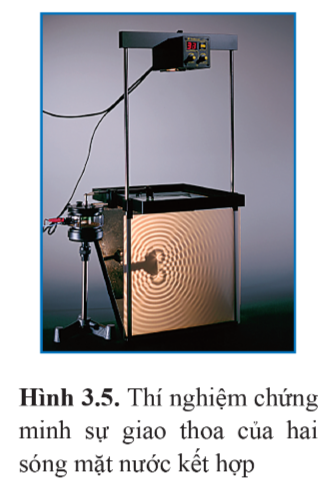 Hình 3.5. Thí nghiệm chứng
minh sự giao thoa của hai
sóng mặt nước kết hợp